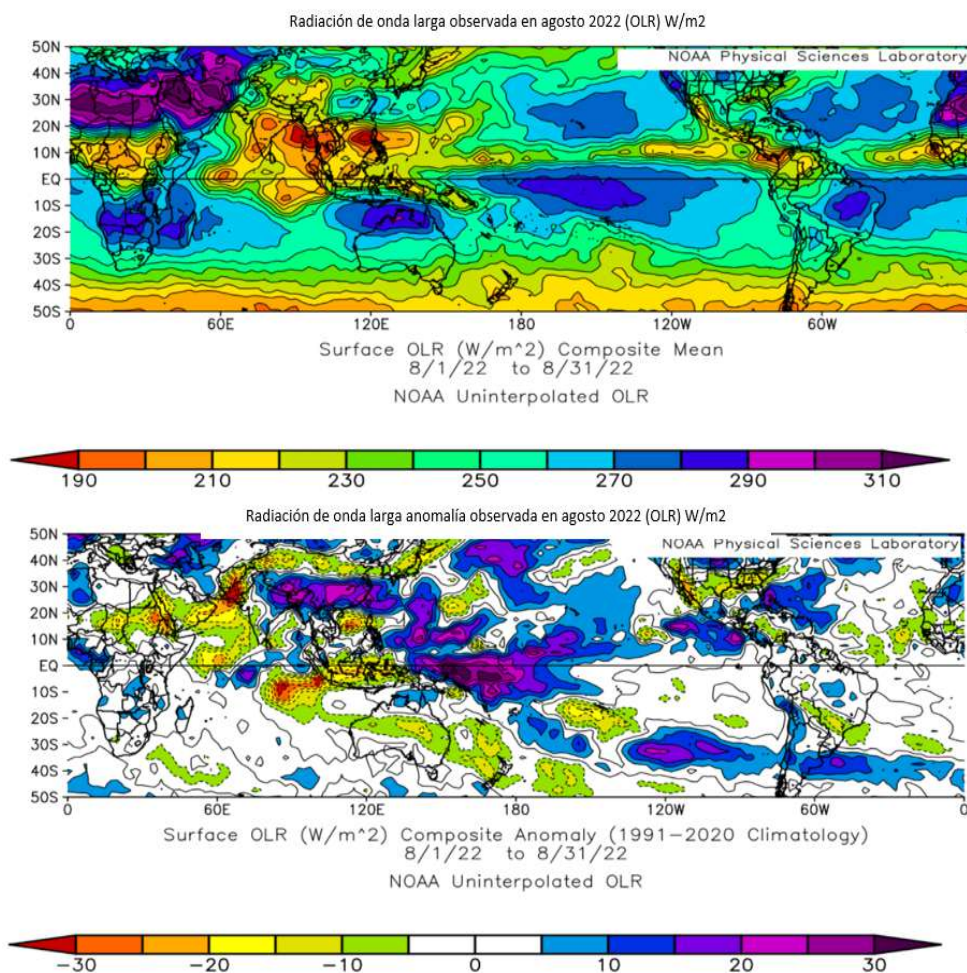 Radiación de onda larga observada en agosto 2022 (OLR) W/m2
NOAA Physical Sciences Laboratory
50N
40N
30N
20N
10N
EQ
10S
20S
30S
40S
50S
0 60E 120E 180 120W 60W
Surface OLR (W/m^2) Composite Mean
8/1/22 to 8/31/22
NOAA Uninterpolated OLR
190 210 230 250 270 290 310
Radiación de onda larga anomalía observada en agosto 2022 (OLR) W/m2
NOAA Physical Sciences Laboratory
50N
40N
30N
20N
10N
EQ
10S
20S
30S
40S
50S
0 60E 120E 180 120W 60W 0
Surface OLR (W/m^2) Composite Anomaly (1991-2020 Climatology)
8/1/22 to 8/31/22
NOAA Uninterpolated OLR
-30 -20 -10 0 10 20 30